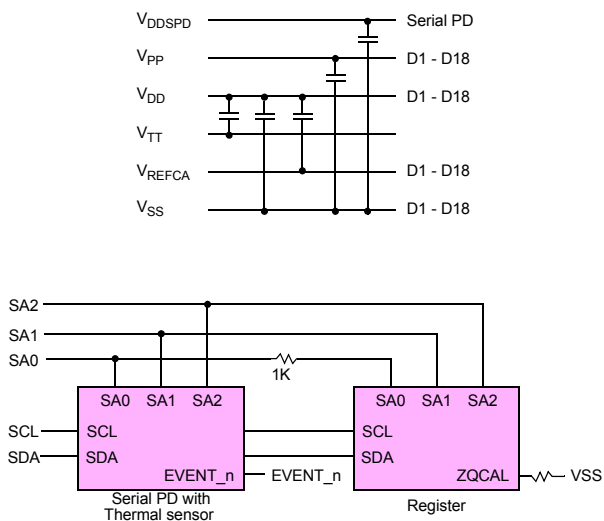 VDDSPD Serial PD
VPP D1 - D18
VDD D1 - D18
VTT
VREFCA D1 - D18
VSS D1 - D18
SA2
SA1
SA0
1K
SA0 SA1 SA2 SA0 SA1 SA2
SCL SCL SCL
SDA SDA SDA
EVENT_n EVENT_n ZQCAL VSS
Serial PD with
Thermal sensor
Register